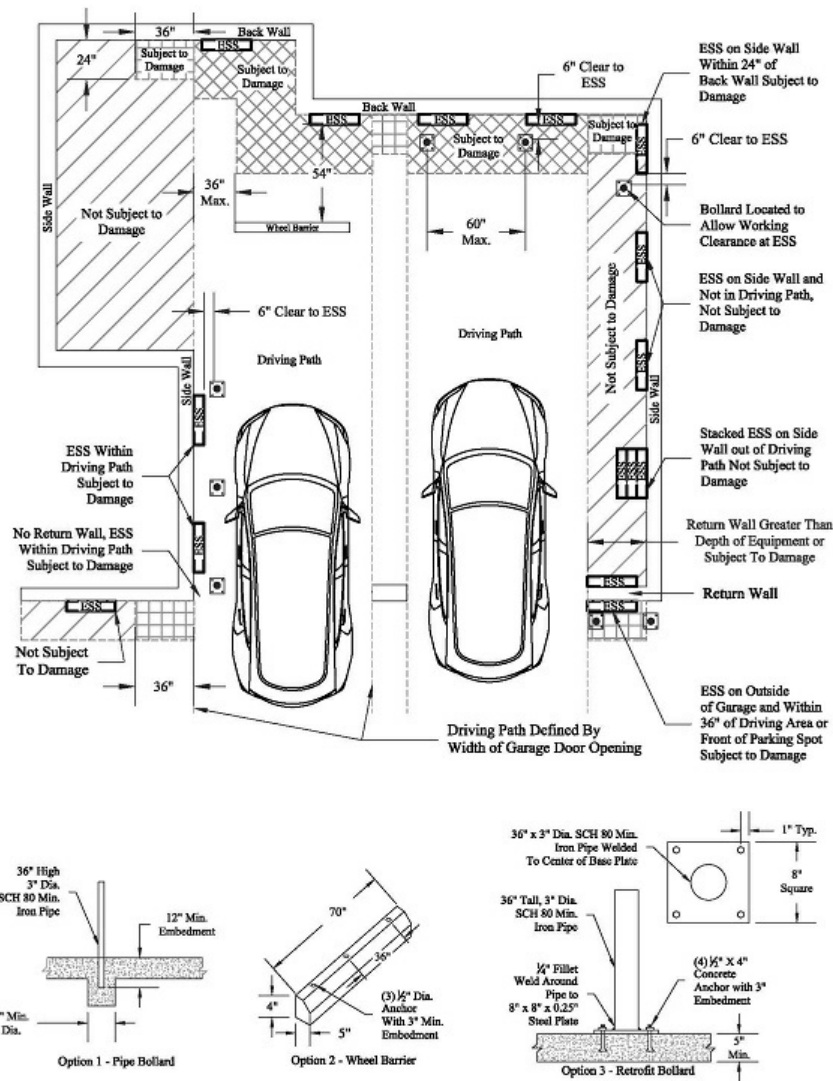 36"
Back Wall
ESS
24"
Subject to
Damage
Subject to
Damage
6" Clear to
ESS
ESS on Side Wall
Within 24" of
Back Wall Subject to
Damage
Back Wall
ESS
ESS
ESS
Subject to
Damage
Subject to
Damage
ESS
6" Clear to ESS
54"
36"
Max.
Side Wall
Not Subject to
Damage
Wheel Barrier
60"
Max.
Bollard Located to
Allow Working
Clearance at ESS
ESS
Not Subject to Damage
ESS on Side Wall and
Not in Driving Path,
Not Subject to
Damage
6" Clear to ESS
Driving Path
Driving Path
ESS
Side Wall
Side Wall
ESS
ESS Within
Driving Path
Subject to
Damage
Stacked ESS on Side
Wall out of Driving
Path Not Subject to
Damage
ESS
ESS
ESS
No Return Wall, ESS
Within Driving Path
Subject to Damage
ESS
Return Wall Greater Than
Depth of Equipment or
Subject To Damage
ESS
Return Wall
ESS
ESS
Not Subject
To Damage
36"
ESS on Outside
of Garage and Within
36" of Driving Area or
Front of Parking Spot
Subject to Damage
Driving Path Defined By
Width of Garage Door Opening
36" High
3" Dia.
SCH 80 Min.
Iron Pipe
12" Min.
Embedment
" Min.
Dia.
Option 1 - Pipe Bollard
70"
36"
4"
5"
(3) ½" Dia.
Anchor
With 3" Min.
Embedment
Option 2 - Wheel Barrier
36" x 3" Dia. SCH 80 Min.
Iron Pipe Welded
To Center of Base Plate
1" Typ.
8"
Square
36" Tall, 3" Dia.
SCH 80 Min.
Iron Pipe
¼" Fillet
Weld Around
Pipe to
8" x 8" x 0.25"
Steel Plate
(4) ½" X 4"
Concrete
Anchor with 3"
Embedment
5"
Min.
Option 3 - Retrofit Bollard